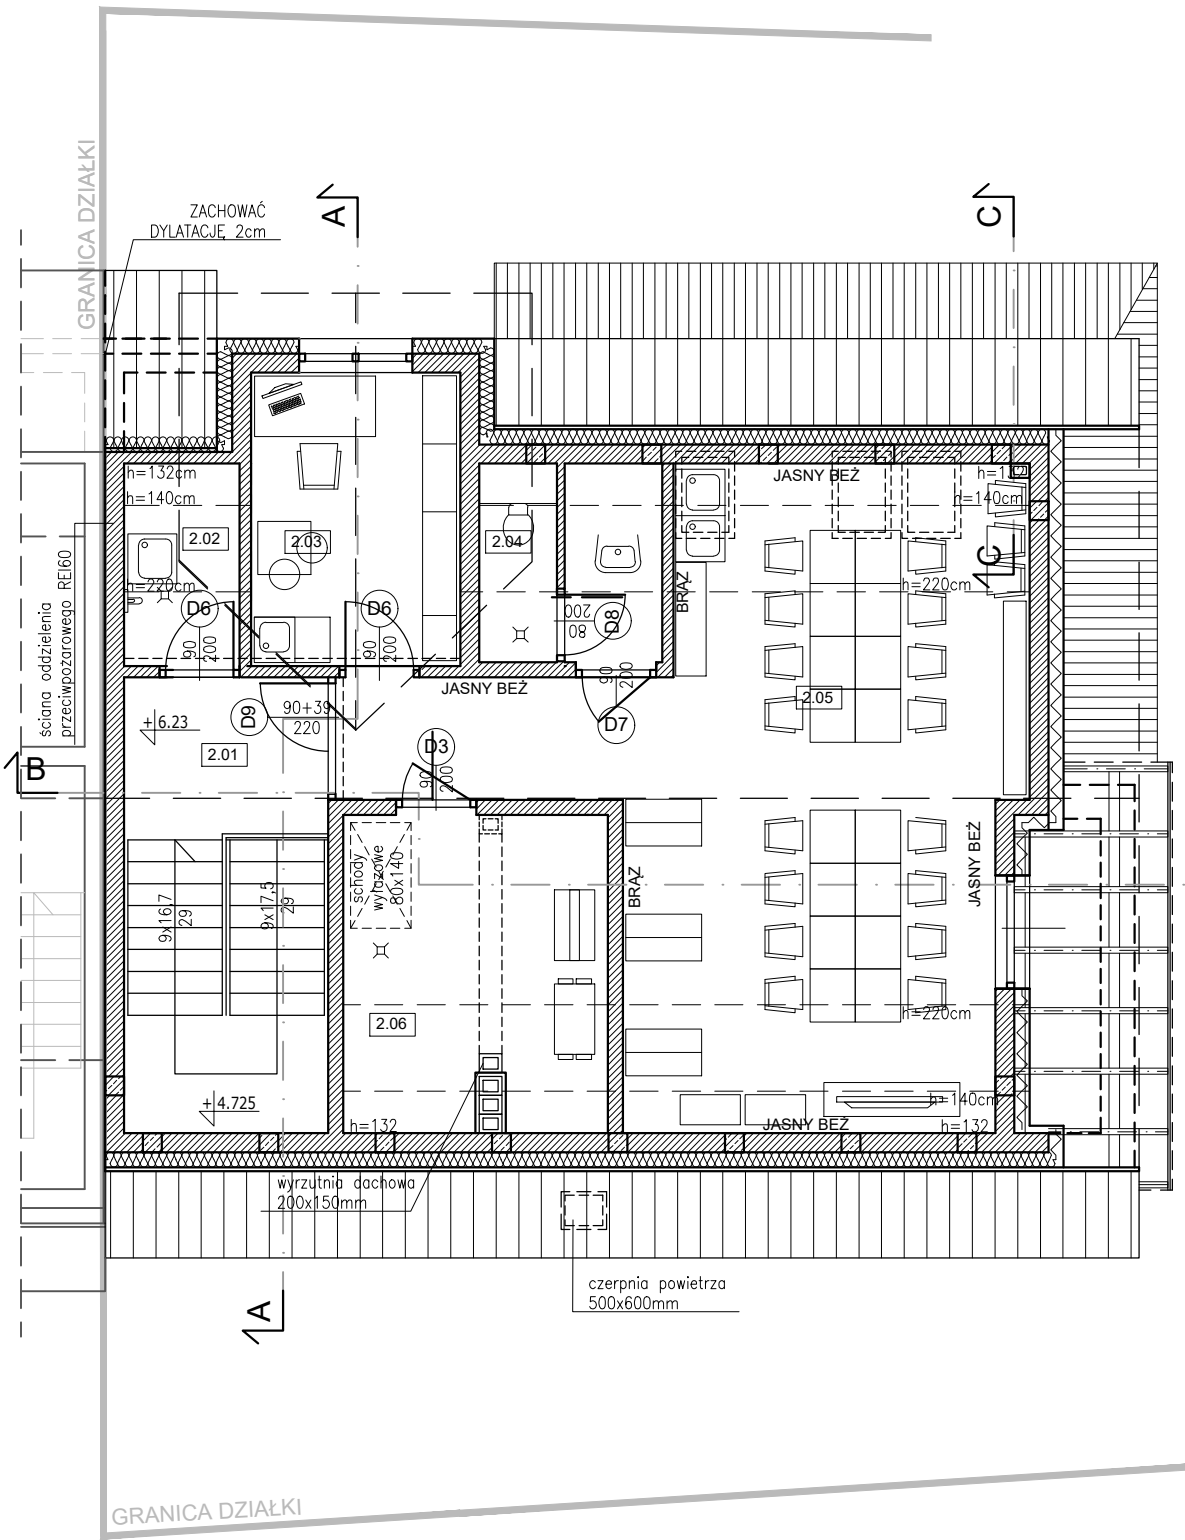 GRANICA DZIAŁKI
ZACHOWAĆ
DYLATACJĘ 2cm
A
C
h=132cm
h=140cm
2.02
h=220cm
2.03
2.04
JASNY BEŻ
h=140cm
C
h=220cm
BRĄZ
ściana oddzielenia
przeciwpożarowego REI60
D6
90
200
D6
90
200
D8
80
200
JASNY BEŻ
90
200
D7
2.05
+6.23
2.01
D9
90+39
220
D3
90
200
B
schody
wyłazowe
80x140
BRĄZ
JASNY BEŻ
9x16,7
29
9x17,5
29
2.06
h=220cm
+4.725
h=132
h=140cm
JASNY BEŻ
h=132
wyrzutnia dachowa
200x150mm
czerpnia powietrza
500x600mm
A
GRANICA DZIAŁKI